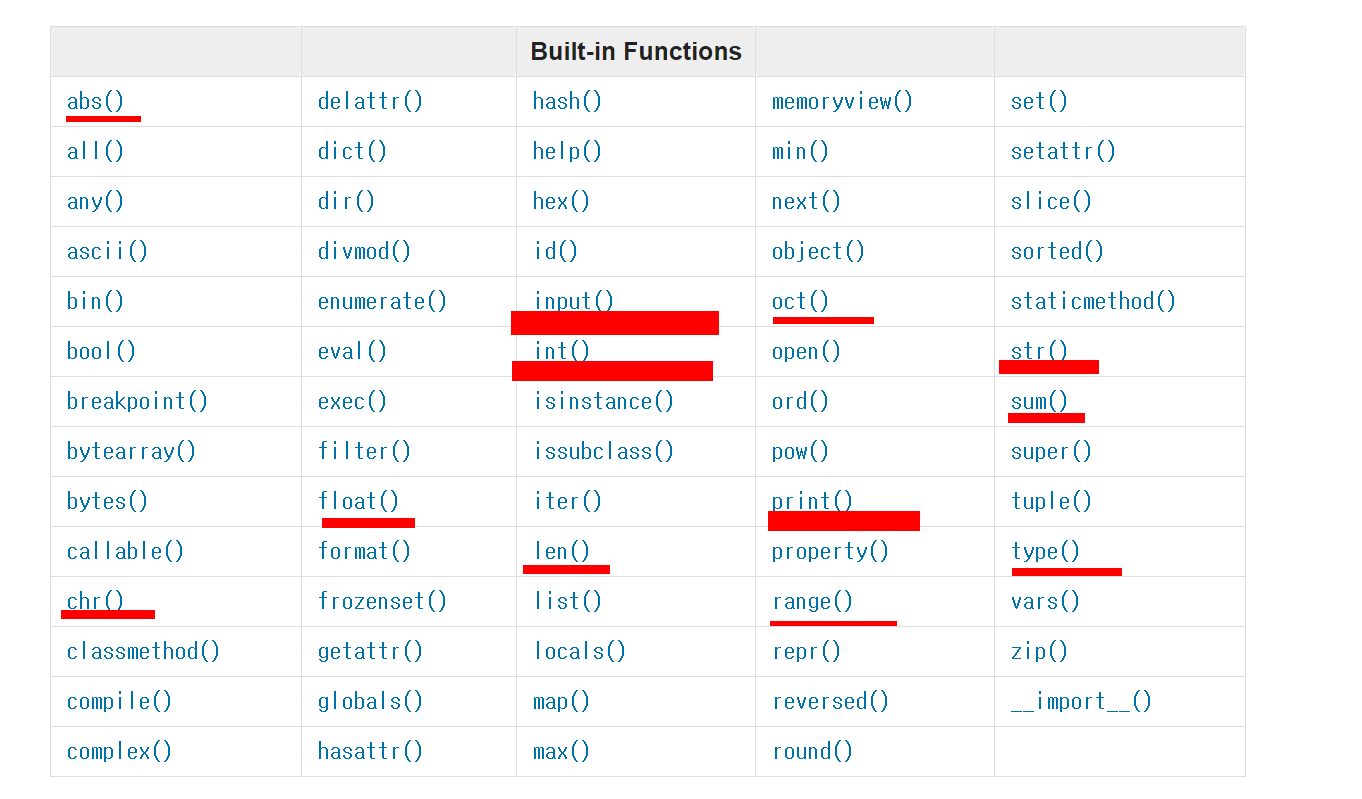 Built-in Functions
abs() delattr() hash() memoryview() set()
all() dict() help() min() setattr()
any() dir() hex() next() slice()
ascii() divmod() id() object() sorted()
bin() enumerate() input() oct() staticmethod()
bool() eval() int() open() str()
breakpoint() exec() isinstance() ord() sum()
bytearray() filter() issubclass() pow() super()
bytes() float() iter() print() tuple()
callable() format() len() property() type()
chr() frozenset() list() range() vars()
classmethod() getattr() locals() repr() zip()
compile() globals() map() reversed() __import__()
complex() hasattr() max() round()